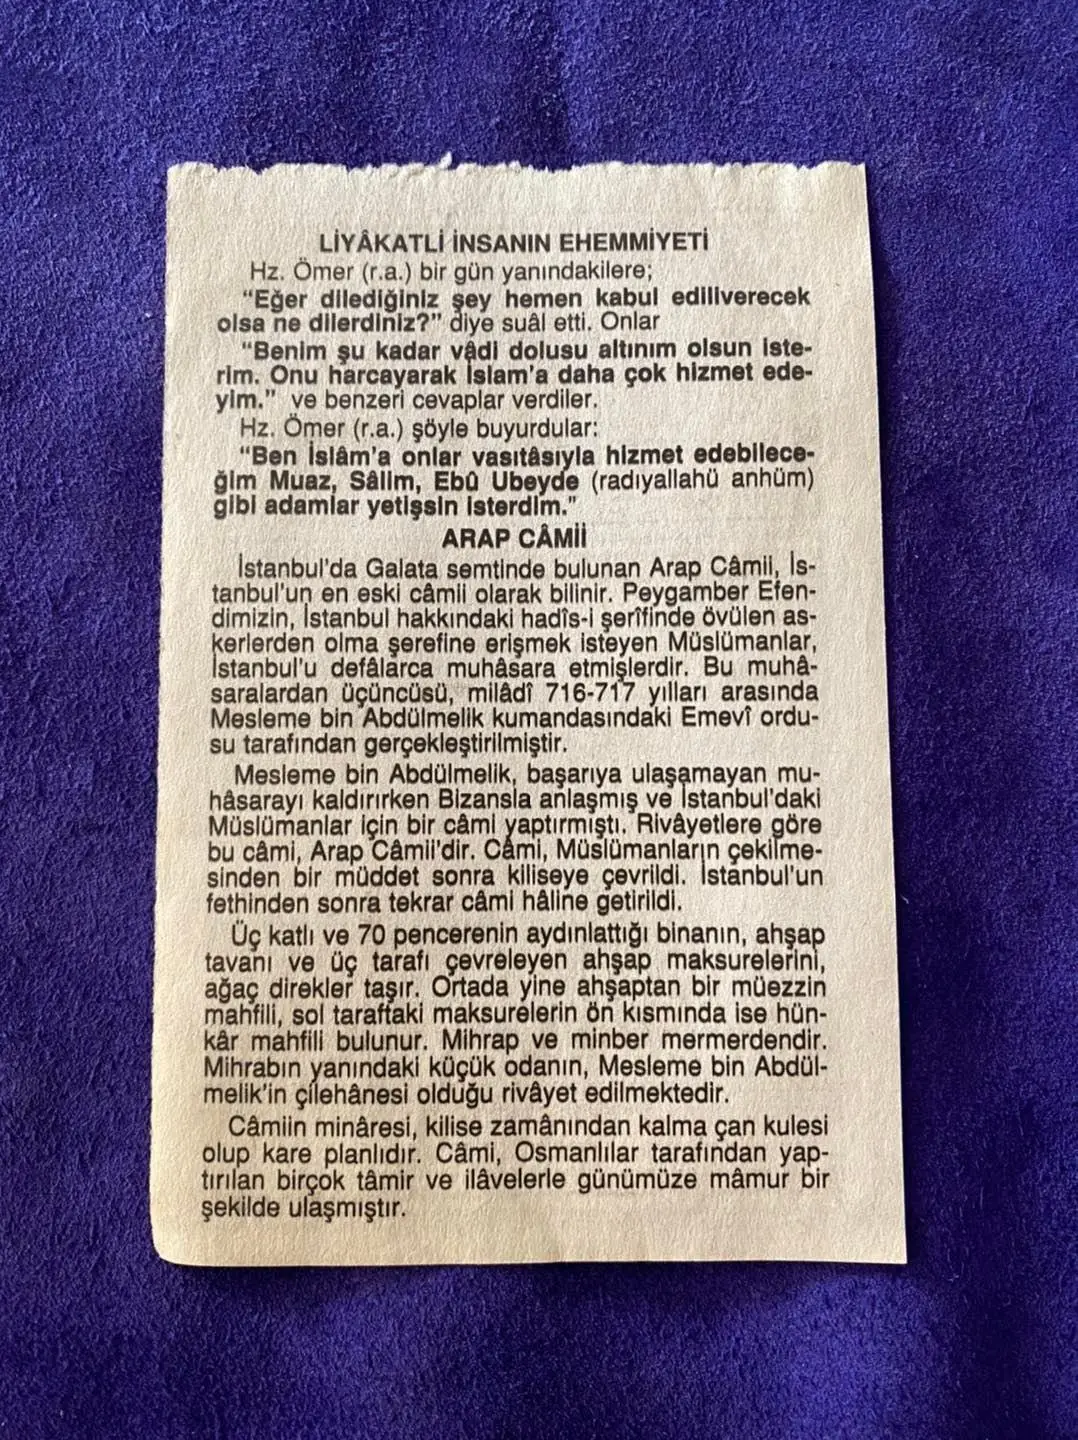 LİYÂKATLİ İNSANIN EHEMMİYETİ
Hz. Ömer (r.a.) bir gün yanındakilere;
“Eğer dilediğiniz şey hemen kabul ediliverecek
olsa ne dilerdiniz?” diye suâl etti. Onlar
“Benim şu kadar vâdi dolusu altınım olsun iste-
rim. Onu harcayarak İslam'a daha çok hizmet ede-
yim.” ve benzeri cevaplar verdiler.
Hz. Ömer (r.a.) şöyle buyurdular:
“Ben İslâm'a onlar vasıtâsıyla hizmet edebilece-
ğim Muaz, Sâlim, Ebû Ubeyde (radıyallahü anhüm)
gibi adamlar yetişsin isterdim.”
ARAP CÂMİİ
İstanbul'da Galata semtinde bulunan Arap Câmii, İs-
tanbul'un en eski câmii olarak bilinir. Peygamber Efen-
dimizin, İstanbul hakkındaki hadîs-i şerîfinde övülen as-
kerlerden olma şerefine erişmek isteyen Müslümanlar,
İstanbul'u defâlarca muhâsara etmişlerdir. Bu muhâ-
saralardan üçüncüsü, milâdî 716-717 yılları arasında
Mesleme bin Abdülmelik kumandasındaki Emevî ordu-
su tarafından gerçekleştirilmiştir.
Mesleme bin Abdülmelik, başarıya ulaşamayan mu-
hâsarayı kaldırırken Bizansla anlaşmış ve İstanbul'daki
Müslümanlar için bir câmi yaptırmıştı. Rivâyetlere göre
bu câmi, Arap Câmii'dir. Câmi, Müslümanların çekilme-
sinden bir müddet sonra kiliseye çevrildi. İstanbul'un
fethinden sonra tekrar câmi hâline getirildi.
Üç katlı ve 70 pencerenin aydınlattığı binanın, ahşap
tavanı ve üç tarafı çevreleyen ahşap maksurelerini,
ağaç direkler taşır. Ortada yine ahşaptan bir müezzin
mahfili, sol taraftaki maksurelerin ön kısmında ise hün-
kâr mahfili bulunur. Mihrap ve minber mermerdendir.
Mihrabın yanındaki küçük odanın, Mesleme bin Abdül-
melik'in çilehânesi olduğu rivâyet edilmektedir.
Câmiin minâresi, kilise zamânından kalma çan kulesi
olup kare planlıdır. Câmi, Osmanlılar tarafından yap-
tırılan birçok tâmir ve ilâvelerle günümüze mâmur bir
şekilde ulaşmıştır.